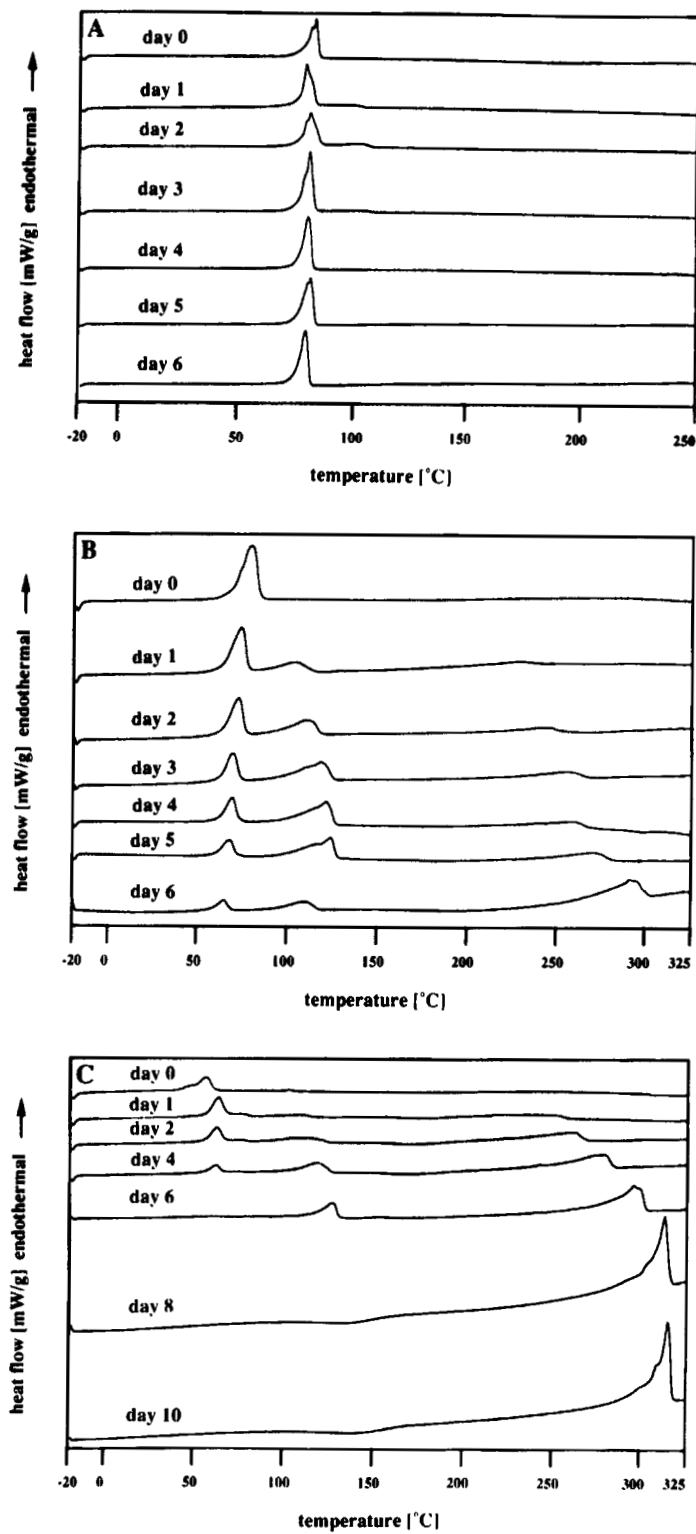 A
day 0
day 1
day 2
day 3
day 4
day 5
day 6
heat flow [mW/g] endothermal
-20 0 50 100 150 200 250
temperature [°C]
B
day 0
day 1
day 2
day 3
day 4
day 5
day 6
heat flow [mW/g] endothermal
-20 0 50 100 150 200 250 300 325
temperature [°C]
C
day 0
day 1
day 2
day 4
day 6
day 8
day 10
heat flow [mW/g] endothermal
-20 0 50 100 150 200 250 300 325
temperature [°C]